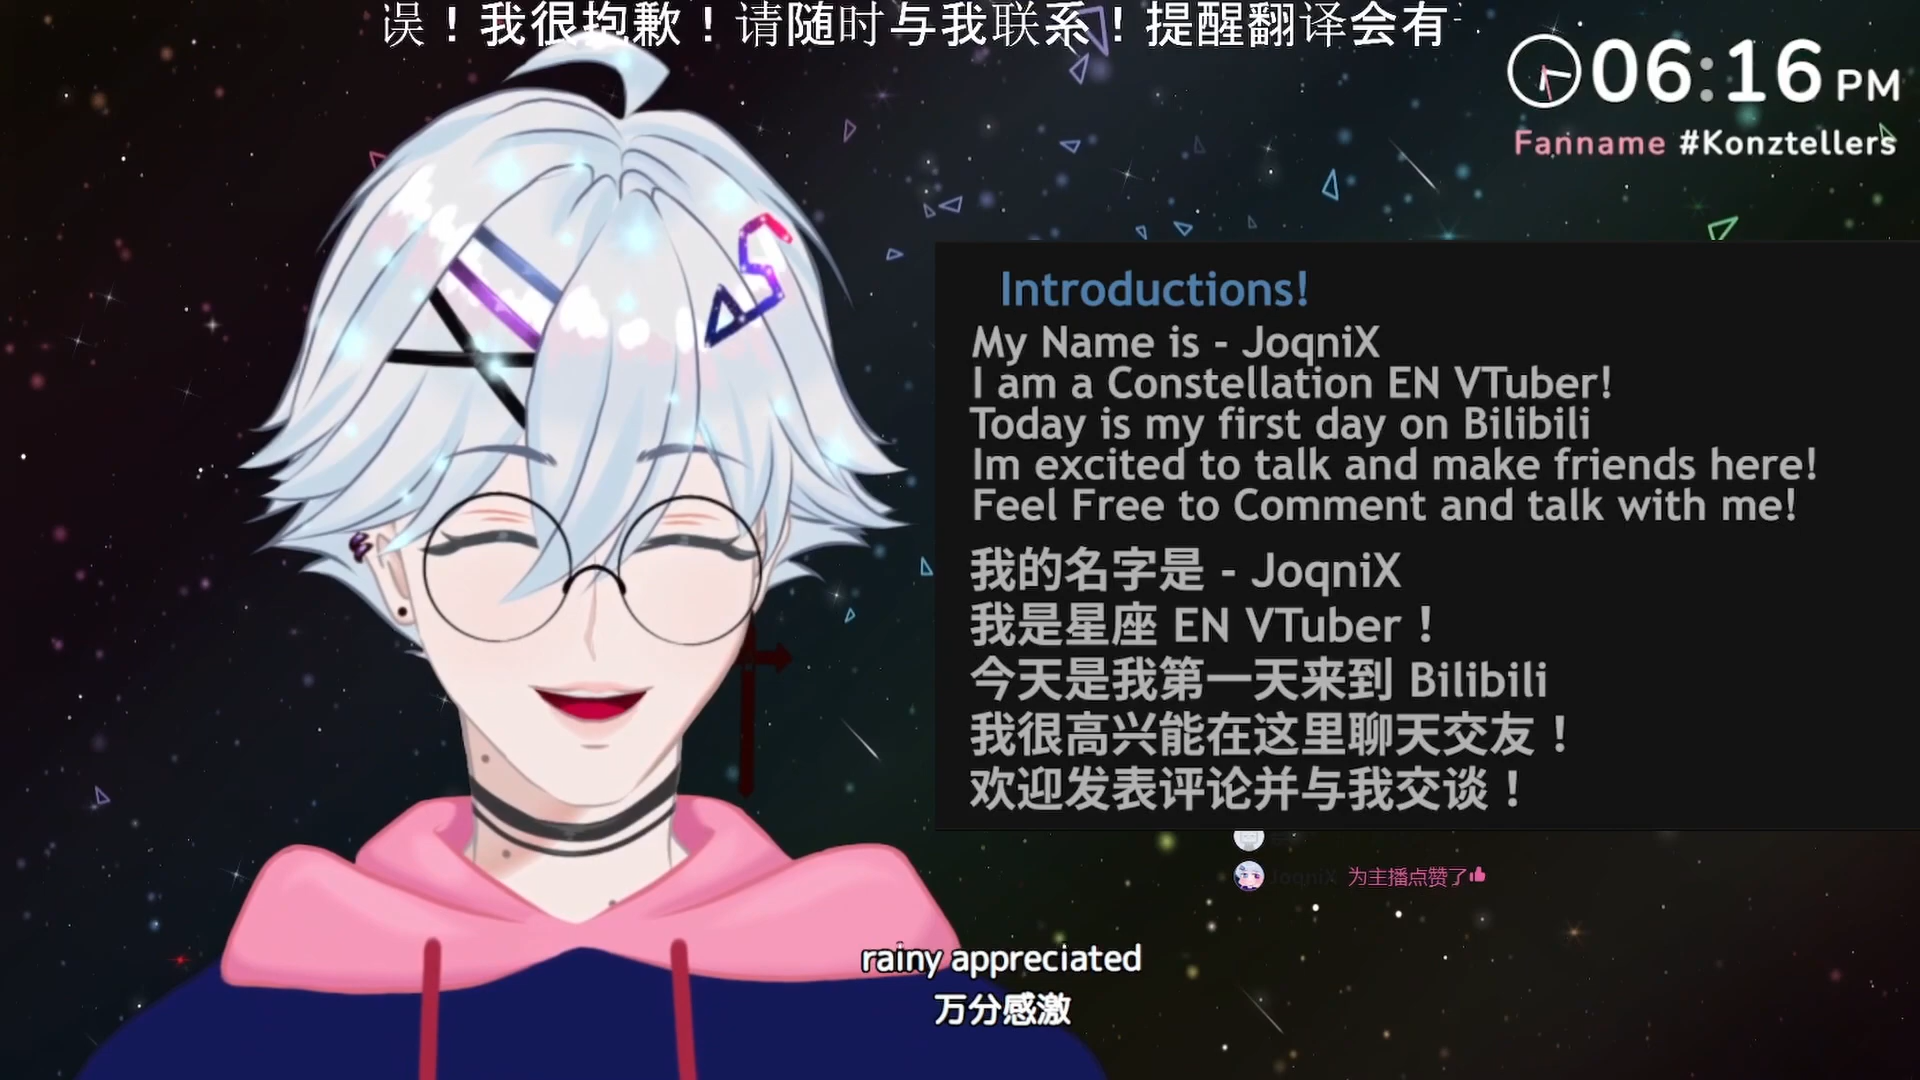 误！我很抱歉！请随时与我联系！提醒翻译会有
06:16 PM
Fanname #Konztellers
Introductions!
My Name is - JoqniX
I am a Constellation EN VTuber!
Today is my first day on Bilibili
Im excited to talk and make friends here!
Feel Free to Comment and talk with me!
我的名字是 - JoqniX
我是星座 EN VTuber！
今天是我第一天来到 Bilibili
我很高兴能在这里聊天交友！
欢迎发表评论并与我交谈！
JoqniX 为主播点赞了
rainy appreciated
万分感激